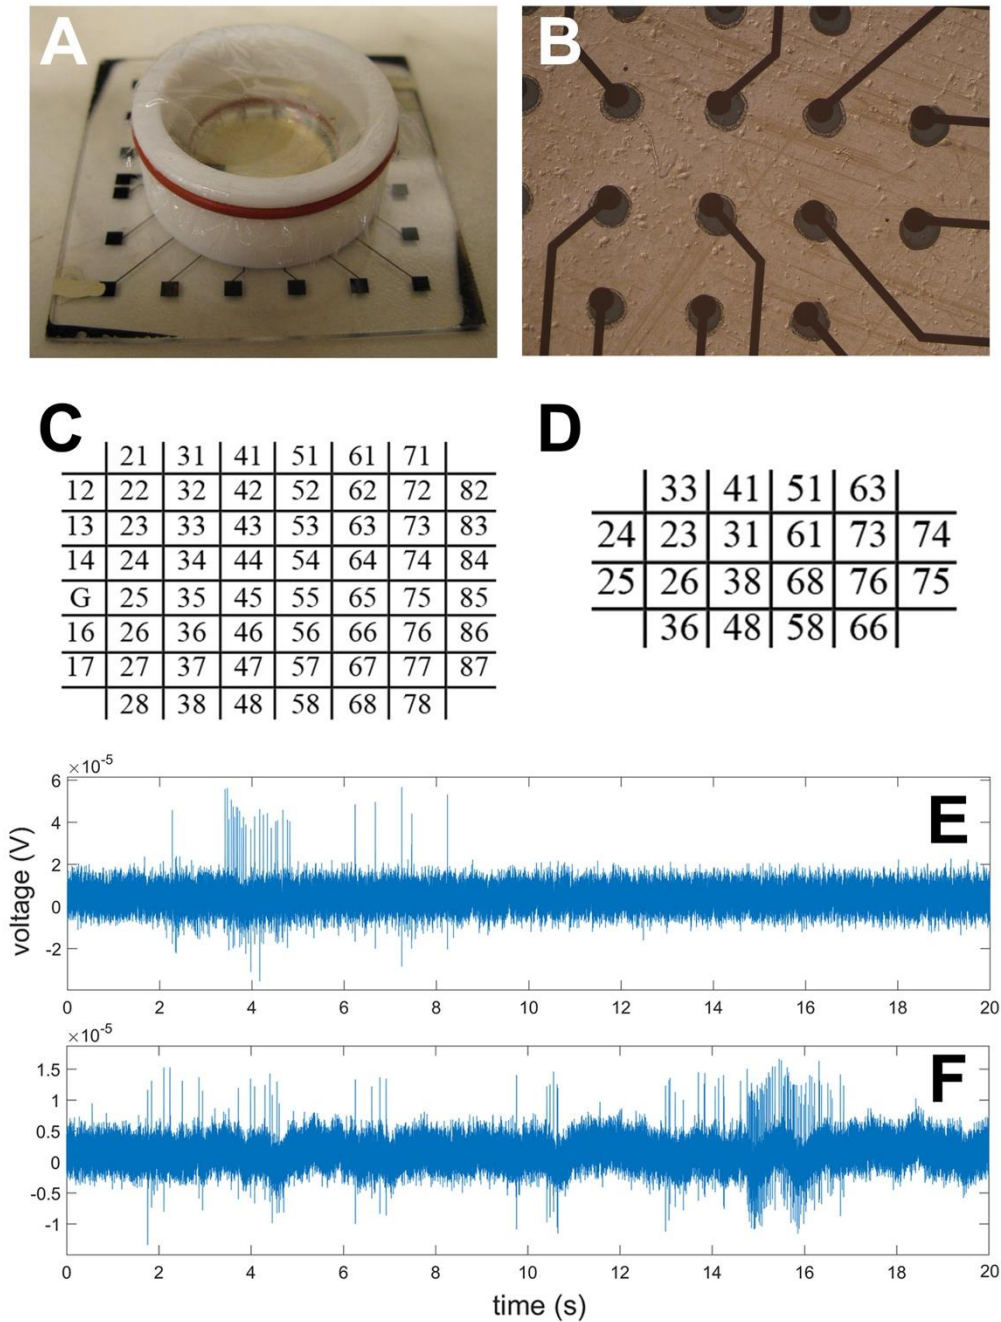 A
B
C
21 31 41 51 61 71
12 22 32 42 52 62 72 82
13 23 33 43 53 63 73 83
14 24 34 44 54 64 74 84
G 25 35 45 55 65 75 85
16 26 36 46 56 66 76 86
17 27 37 47 57 67 77 87
28 38 48 58 68 78
D
33 41 51 63
24 23 31 61 73 74
25 26 38 68 76 75
36 48 58 66
E
×10⁻⁵
6
4
2
0
-2
voltage (V)
0 2 4 6 8 10 12 14 16 18 20
F
×10⁻⁵
1.5
1
0.5
0
-0.5
-1
0 2 4 6 8 10 12 14 16 18 20
time (s)